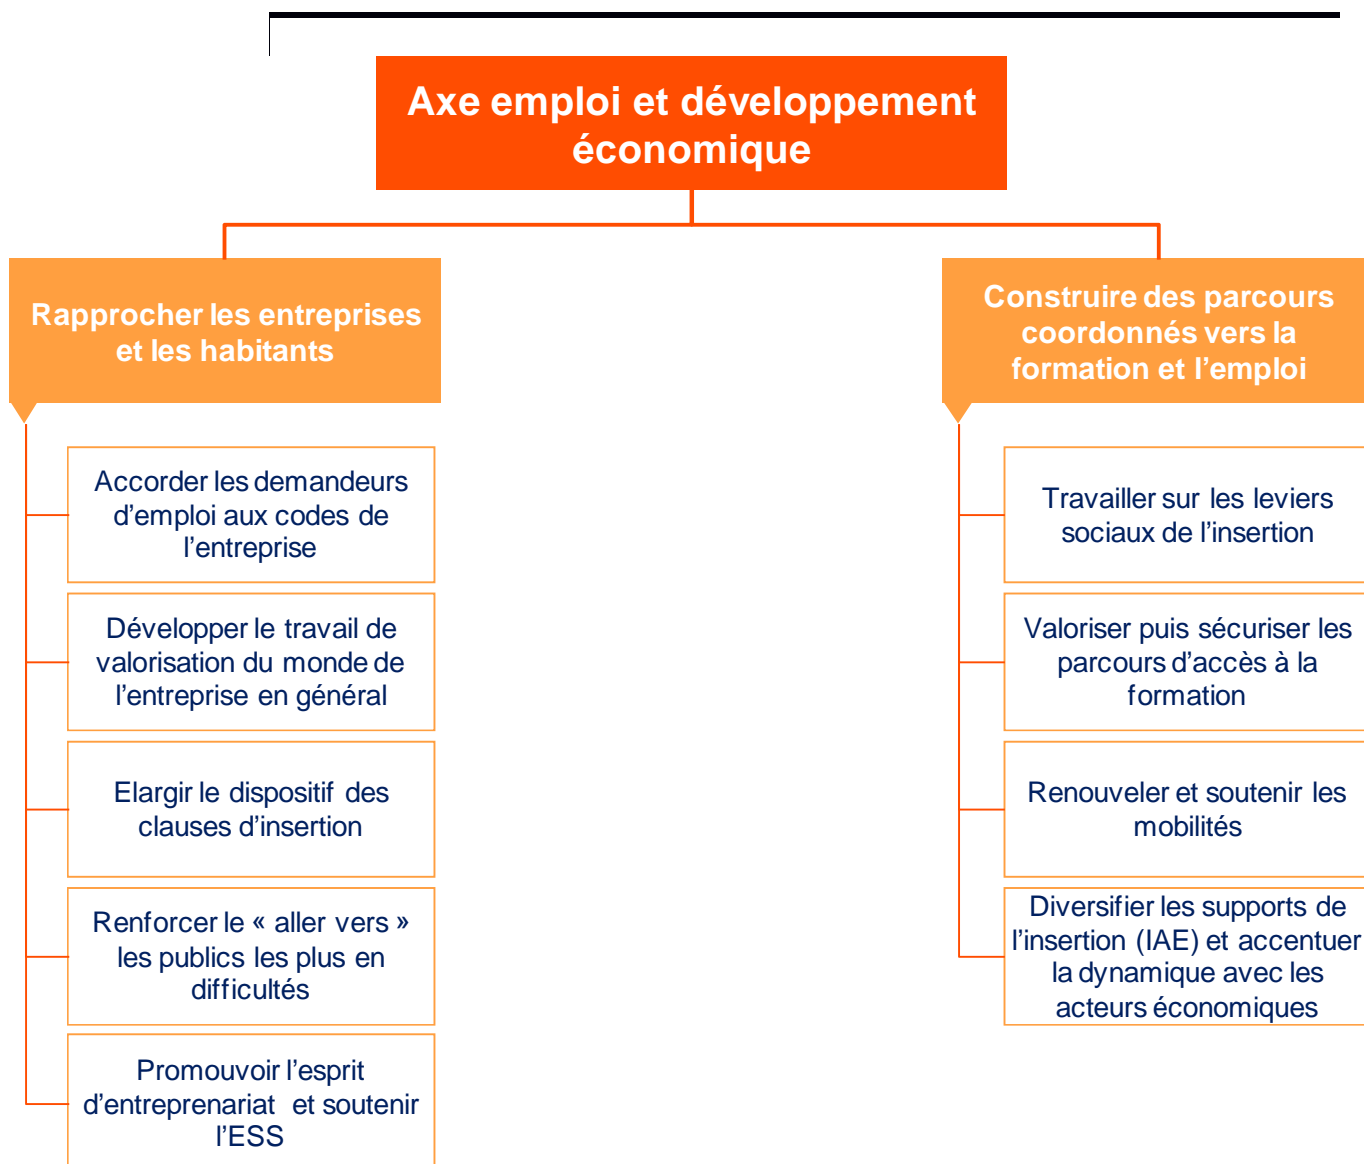 Axe emploi et développement
économique
Rapprocher les entreprises
et les habitants
Accorder les demandeurs
d’emploi aux codes de
l’entreprise
Développer le travail de
valorisation du monde de
l’entreprise en général
Elargir le dispositif des
clauses d’insertion
Renforcer le « aller vers »
les publics les plus en
difficultés
Promouvoir l’esprit
d’entreprenariat et soutenir
l’ESS
Construire des parcours
coordonnés vers la
formation et l’emploi
Travailler sur les leviers
sociaux de l’insertion
Valoriser puis sécuriser les
parcours d’accès à la
formation
Renouveler et soutenir les
mobilités
Diversifier les supports de
l’insertion (IAE) et accentuer
la dynamique avec les
acteurs économiques